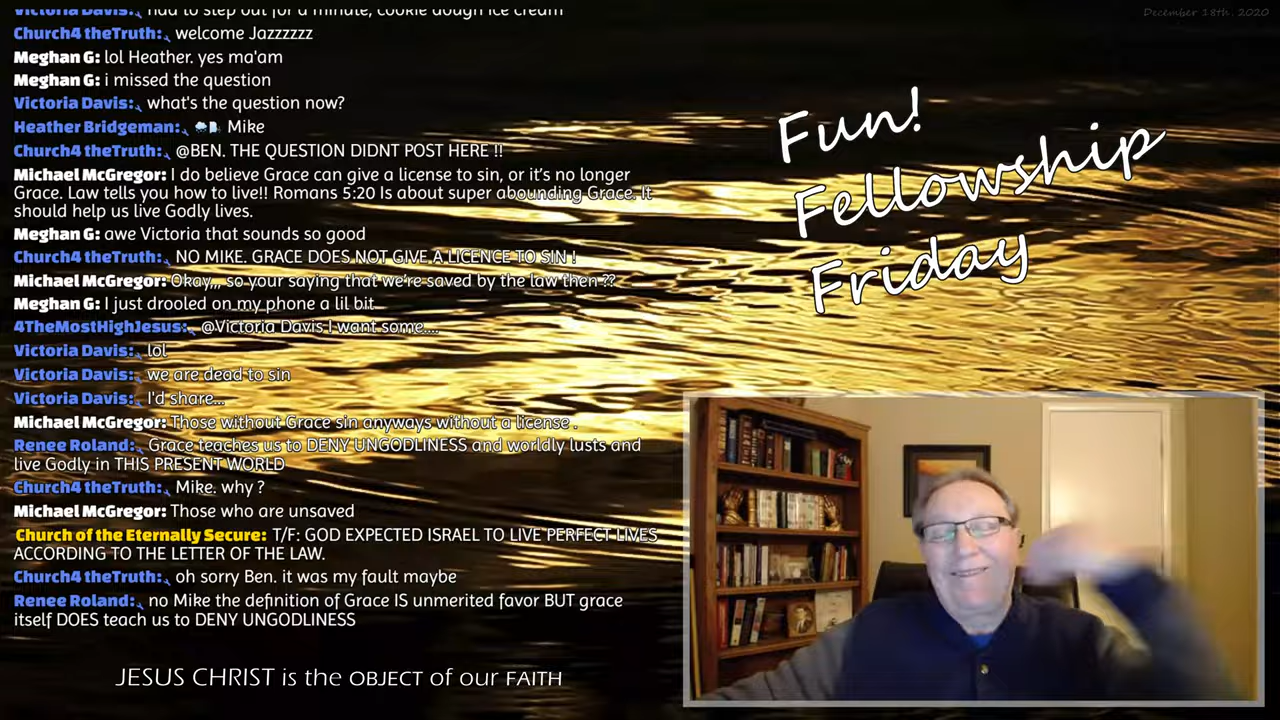 Victoria Davis: had to step out for a minute, cookie dough ice cream
Church4 theTruth: welcome Jazzzzzz
Meghan G: lol Heather. yes ma'am
Meghan G: i missed the question
Victoria Davis: what's the question now?
Heather Bridgeman: Mike
Church4 theTruth: @BEN. THE QUESTION DIDNT POST HERE !!
Michael McGregor: I do believe Grace can give a license to sin, or it's no longer
Grace. Law tells you how to live!! Romans 5:20 Is about super abounding Grace. It
should help us live Godly lives.
Meghan G: awe Victoria that sounds so good
Church4 theTruth: NO MIKE. GRACE DOES NOT GIVE A LICENCE TO SIN !
Michael McGregor: Okay,,, so your saying that we're saved by the law then ??
Meghan G: I just drooled on my phone a lil bit
4TheMostHighJesus: @Victoria Davis I want some....
Victoria Davis: lol
Victoria Davis: we are dead to sin
Victoria Davis: I'd share...
Michael McGregor: Those without Grace sin anyways without a license .
Renee Roland: Grace teaches us to DENY UNGODLINESS and worldly lusts and
live Godly in THIS PRESENT WORLD
Church4 theTruth: Mike. why ?
Michael McGregor: Those who are unsaved
Church of the Eternally Secure: T/F: GOD EXPECTED ISRAEL TO LIVE PERFECT LIVES
ACCORDING TO THE LETTER OF THE LAW.
Church4 theTruth: oh sorry Ben. it was my fault maybe
Renee Roland: no Mike the definition of Grace IS unmerited favor BUT grace
itself DOES teach us to DENY UNGODLINESS
JESUS CHRIST is the OBJECT of our FAITH
December 18th, 2020
Fun!
Fellowship
Friday